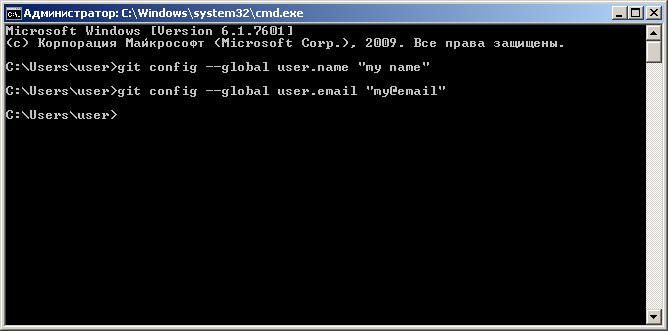 Администратор: C:\Windows\system32\cmd.exe
Microsoft Windows [Version 6.1.7601]
(c) Корпорация Майкрософт (Microsoft Corp.), 2009. Все права защищены.
C:\Users\user>git config --global user.name "my name"
C:\Users\user>git config --global user.email "my@email"
C:\Users\user>